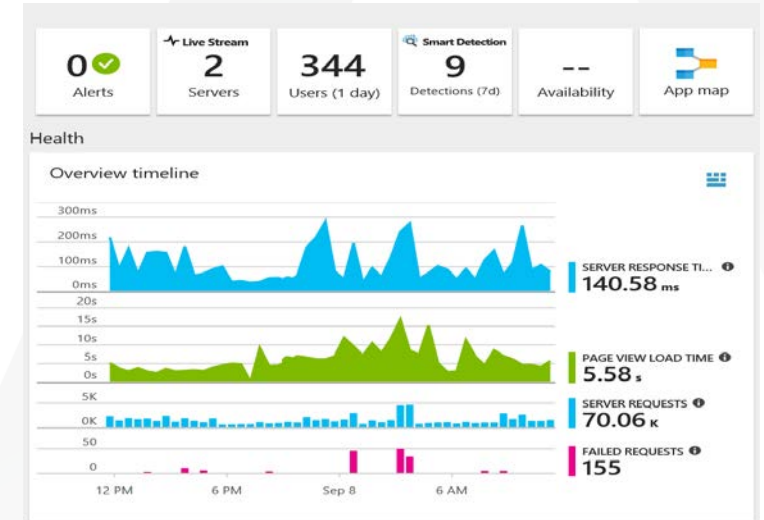 0
Alerts
Live Stream
2
Servers
344
Users (1 day)
Smart Detection
9
Detections (7d)
--
Availability
App map
Health
Overview timeline
300ms
200ms
100ms
0ms
SERVER RESPONSE TI...
140.58 ms
20s
15s
10s
5s
0s
PAGE VIEW LOAD TIME
5.58 s
5K
0K
SERVER REQUESTS
70.06 K
50
0
FAILED REQUESTS
155
12 PM 6 PM Sep 8 6 AM